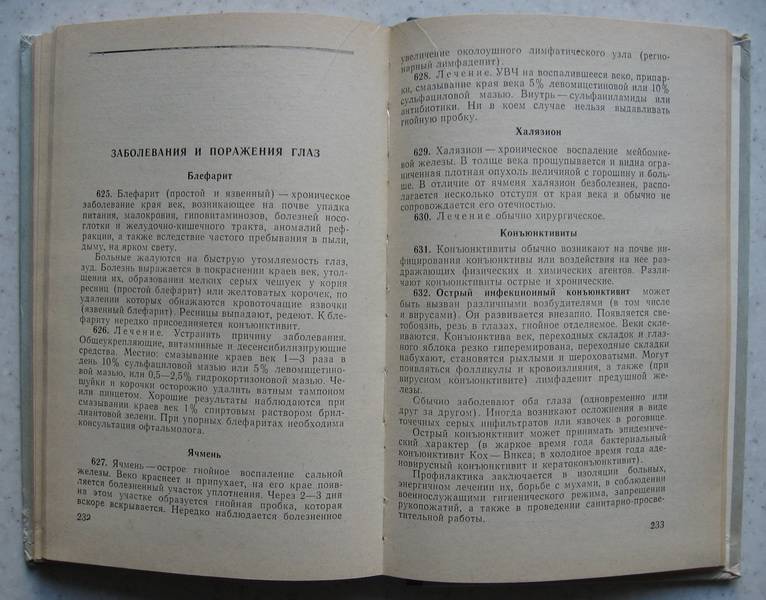 ЗАБОЛЕВАНИЯ И ПОРАЖЕНИЯ ГЛАЗ
Блефарит
625. Блефарит (простой и язвенный) — хроническое
заболевание край век, возникающее на почве упадка
питания, малокровия, гиповитаминозов, болезней носо-
глотки и желудочно-кишечного тракта, аномалий реф-
ракции, а также вследствие частого пребывания в пыли,
дыму, на ярком свету.
Больные жалуются на быструю утомляемость глаз,
зуд. Болезнь выражается в покраснении краев век, утол-
щении их, образовании мелких серых чешуек у корня
ресниц (простой блефарит) или желтоватых корочек, по
удалении которых обнажаются кровоточащие язвочки
(язвенный блефарит). Ресницы выпадают, редеют. К бле-
фариту нередко присоединяется конъюнктивит.
626. Лечение. Устранить причину заболевания.
Общеукрепляющие, витаминные и десенсибилизирующие
средства. Местно: смазывание краев век 1—3 раза в
день 10% сульфациловой мазью или 5% левомицетино-
вой мазью, или 0,5—2,5% гидрокортизоновой мазью. Че-
шуйки и корочки осторожно удалить ватным тампоном
или пинцетом. Хорошие результаты наблюдаются при
смазывании краев век 1% спиртовым раствором брил-
лиантовой зелени. При упорных блефаритах необходима
консультация офтальмолога.
Ячмень
627. Ячмень — острое гнойное воспаление сальной
железы. Веко краснеет и припухает, на его крае появ-
ляется болезненный участок уплотнения. Через 2—3 дня
на этом участке образуется гнойная пробка, которая
вскоре вскрывается. Нередко наблюдается болезненное
232
увеличение околоушного лимфатического узла (регио-
нарный лимфаденит).
628. Лечение. УВЧ на воспалившееся веко, припар-
ки, смазывание края века 5% левомицетиновой или 10%
сульфациловой мазью. Внутрь — сульфаниламиды или
антибиотики. Ни в коем случае нельзя выдавливать
гнойную пробку.
Халязион
629. Халязион — хроническое воспаление мейбомие-
вой железы. В толще века прощупывается и видна огра-
ниченная плотная опухоль величиной с горошину и боль-
ше. В отличие от ячменя халязион безболезнен, распо-
лагается несколько отступя от края века и обычно не
сопровождается его отечностью.
630. Лечение обычно хирургическое.
Конъюнктивиты
631. Конъюнктивиты обычно возникают на почве ин-
фицирования конъюнктивы или воздействия на нее раз-
дражающих физических и химических агентов. Разли-
чают конъюнктивиты острые и хронические.
632. Острый инфекционный конъюнктивит может
быть вызван различными возбудителями (в том числе
и вирусами). Он развивается внезапно. Появляется све-
тобоязнь, резь в глазах, гнойное отделяемое. Веки скле-
иваются. Конъюнктива век, переходных складок и глаз-
ного яблока резко гиперемирована, переходные складки
набухают, становятся рыхлыми и шероховатыми. Могут
появляться фолликулы и кровоизлияния, а также (при
вирусном конъюнктивите) лимфаденит предушной же-
лезы.
Обычно заболевают оба глаза (одновременно или
друг за другом). Иногда возникают осложнения в виде
точечных серых инфильтратов или язвочек в роговице.
Острый конъюнктивит может принимать эпидемиче-
ский характер (в жаркое время года бактериальный
конъюнктивит Кох — Викса; в холодное время года аде-
новирусный конъюнктивит и кератоконъюнктивит).
Профилактика заключается в изоляции больных,
энергичном лечении их, борьбе с мухами, в соблюдении
военнослужащими гигиенического режима, запрещении
рукопожатий, а также в проведении санитарно-просве-
тительной работы.
233